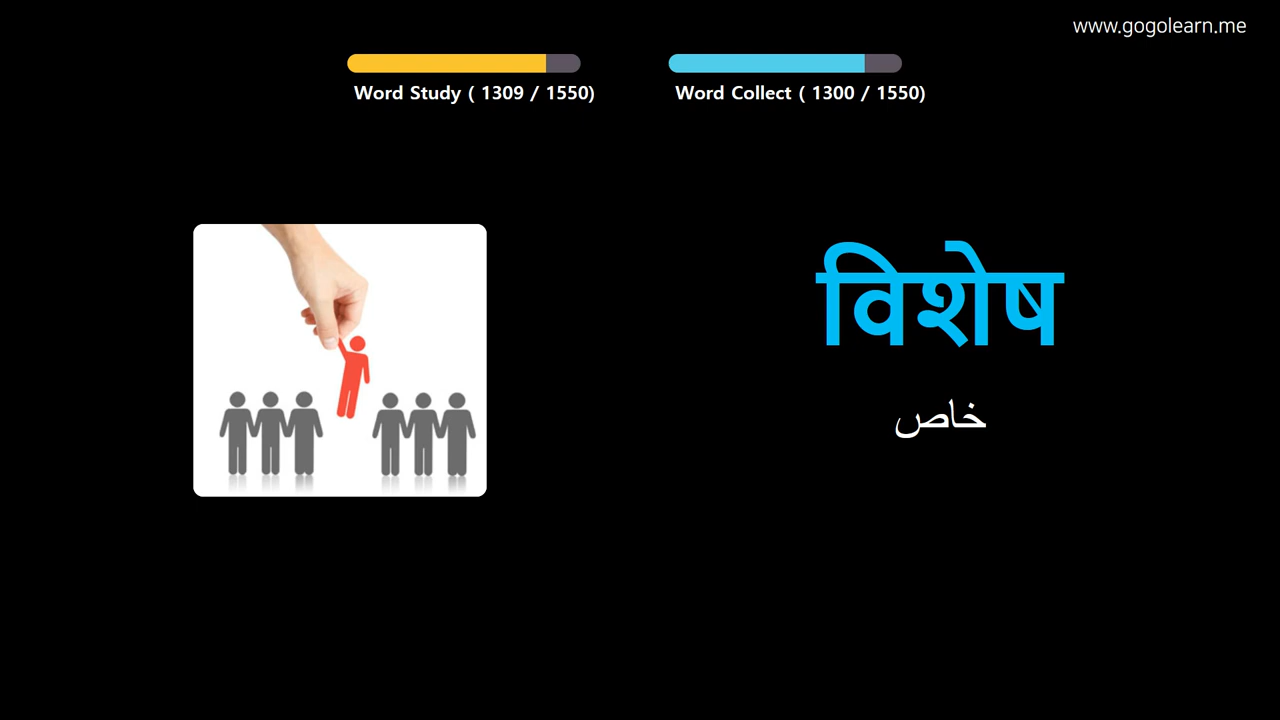 www.gogolearn.me
Word Study ( 1309 / 1550)
Word Collect ( 1300 / 1550)
विशेष
خاص